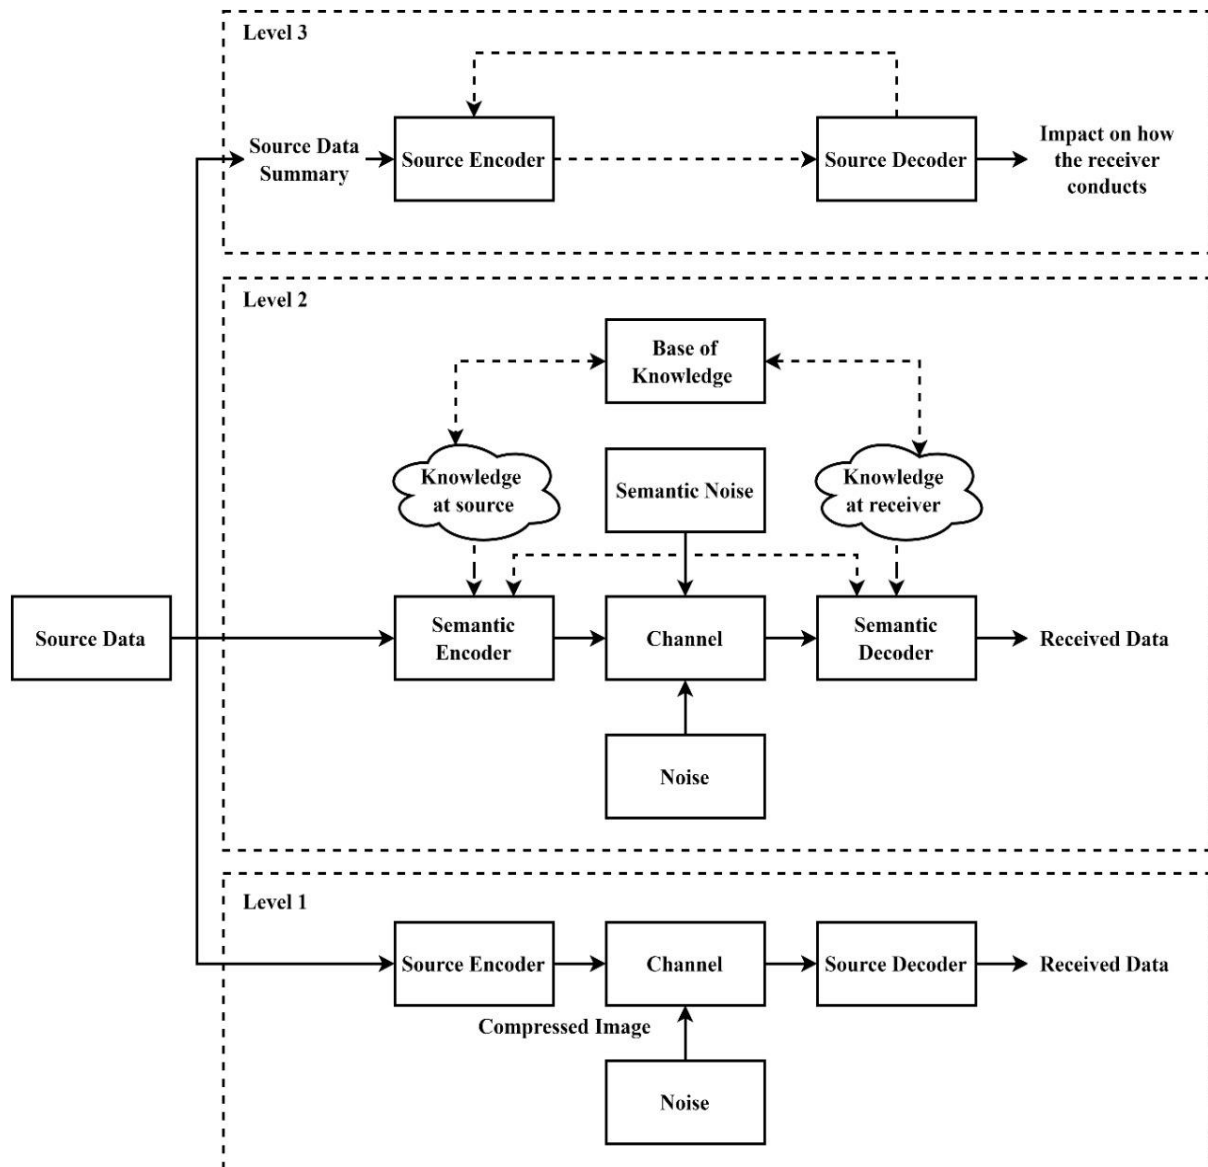 Level 3
Source Data
Summary
Source Encoder
Source Decoder
Impact on how
the receiver
conducts
Level 2
Base of
Knowledge
Knowledge
at source
Semantic Noise
Knowledge
at receiver
Source Data
Semantic
Encoder
Channel
Semantic
Decoder
Received Data
Noise
Level 1
Source Encoder
Channel
Source Decoder
Received Data
Compressed Image
Noise